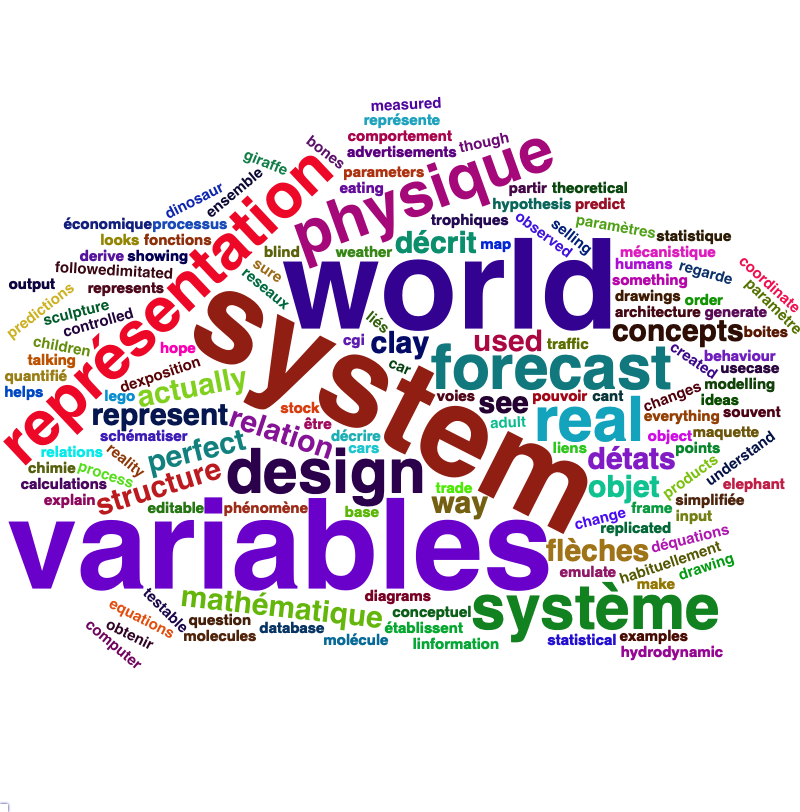 measured
représente
comportement
advertisements
though
bones
giraffe
parameters
physique
eating
partir
theoretical
hypothesis
predict
dinosaur
ensemble
représentation
trophiques
observed
selling
paramètres
statistique
économique
processus
looks
fonctions
derive
showing
blind
weather
décrit
map
mécanistique
humans
regarde
coordinate
something
followed
imitated
sure
reseaux
world
output
represents
drawings
order
paramètre
predictions
sculpture
controlled
architecture
generate
liés
concepts
boites
children
hope
cgi
clay
used
traffic
created
behaviour
talking
dexposition
system
car
forecast
usecase
quantifié
modelling
helps
lego
actually
voies
see
pouvoir
cant
changes
ideas
represent
relation
stock
être
adult
real
everything
souvent
schématiser
décrire
object
maquette
relations
reality
perfect
cars
liens
détats
points
understand
chimie
process
structure
design
calculations
trade
objet
products
elephant
explain
editable
phénomène
base
way
change
frame
simplifiée
input
variables
replicated
flèches
déquations
emulate
habituellement
drawing
make
testable
mathématique
diagrams
conceptuel
système
equations
question
database
établissent
obtenir
molecules
molécule
linformation
statistical
examples
computer
hydrodynamic